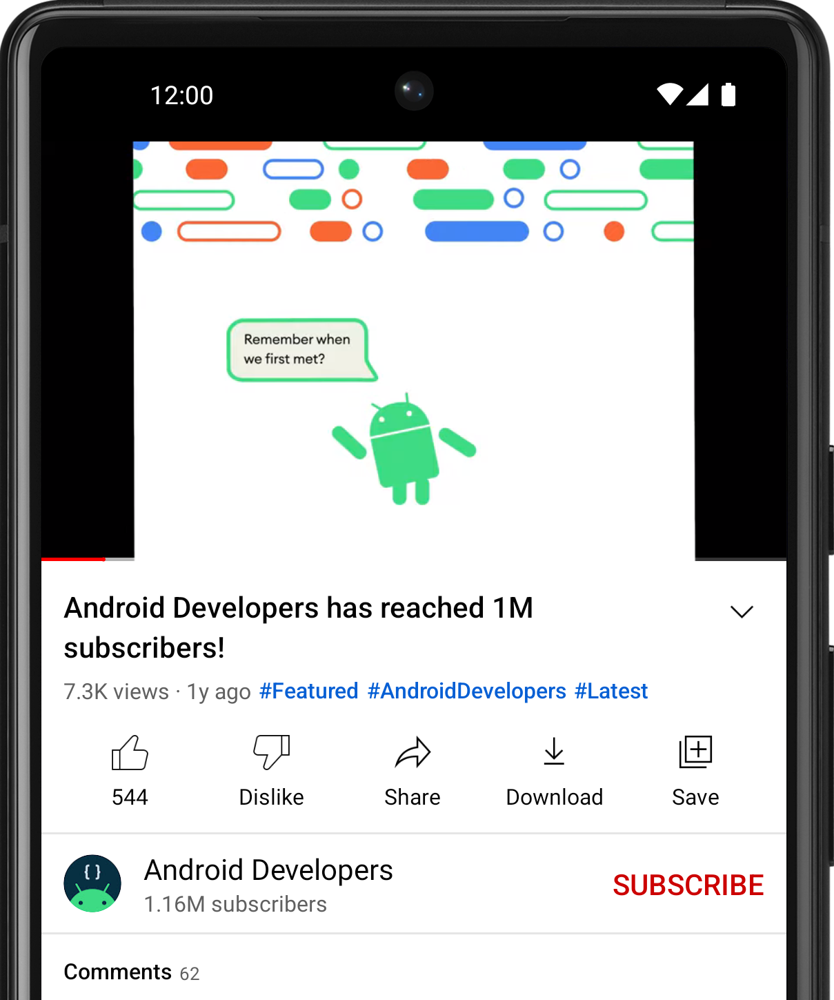 12:00
Remember when
we first met?
Android Developers has reached 1M
subscribers!
7.3K views · 1y ago #Featured #AndroidDevelopers #Latest
544 Dislike Share Download Save
{ }
Android Developers
1.16M subscribers
SUBSCRIBE
Comments 62